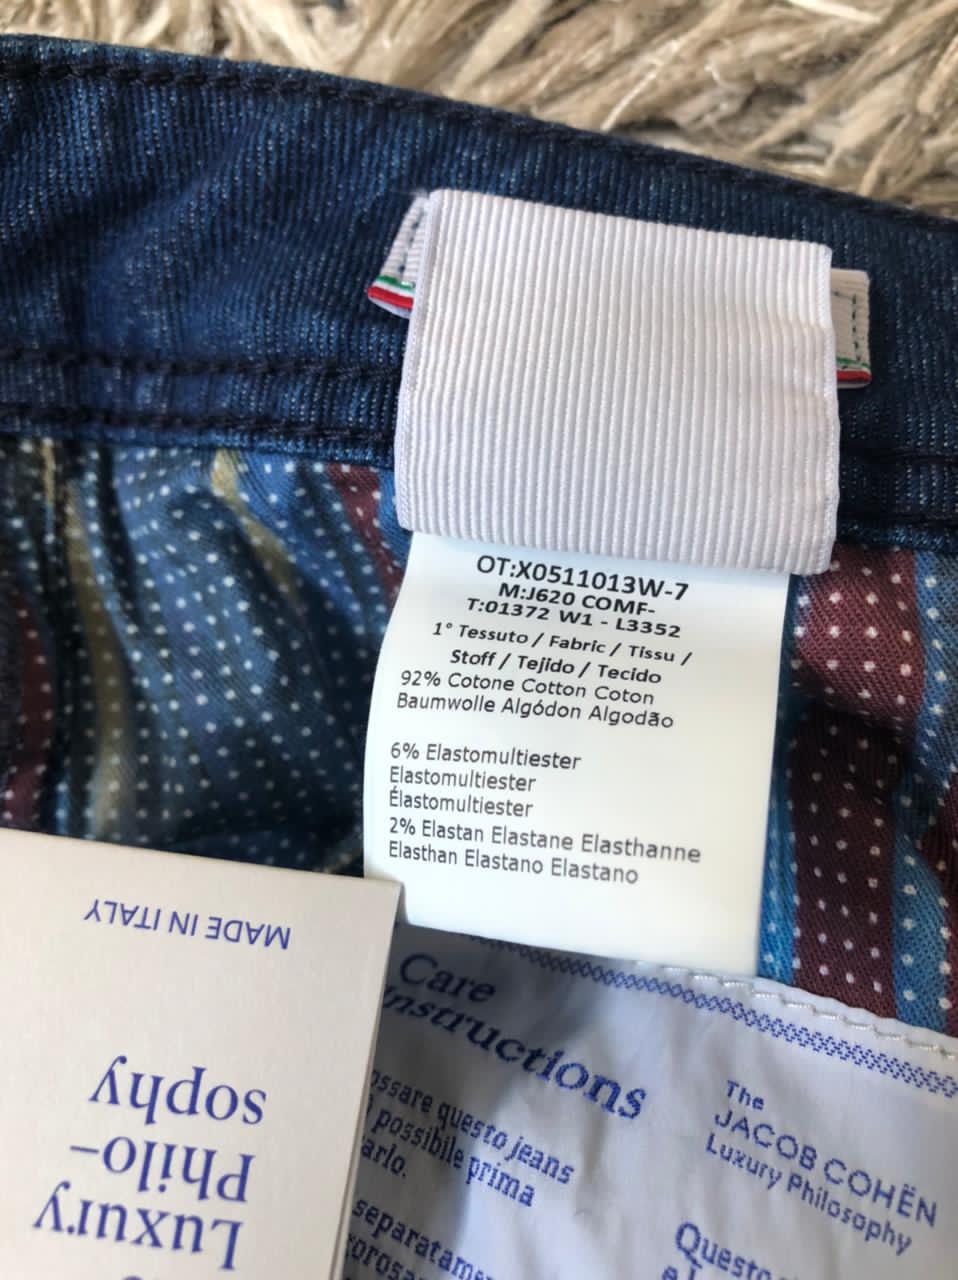 OT:X0511013W-7
M:J620 COMF-
T:01372 W1 - L3352
1° Tessuto / Fabric / Tissu /
Stoff / Tejido / Tecido
92% Cotone Cotton Coton
Baumwolle Algódon Algodão
6% Elastomultiester
Elastomultiester
Élastomultiester
2% Elastan Elastane Elasthanne
Elasthan Elastano Elastano
MADE IN ITALY
Luxury
Philo-
sophy
Care
Instructions
questo jeans
possibile prima
The
JACOB COHËN
Luxury Philosophy
Questo